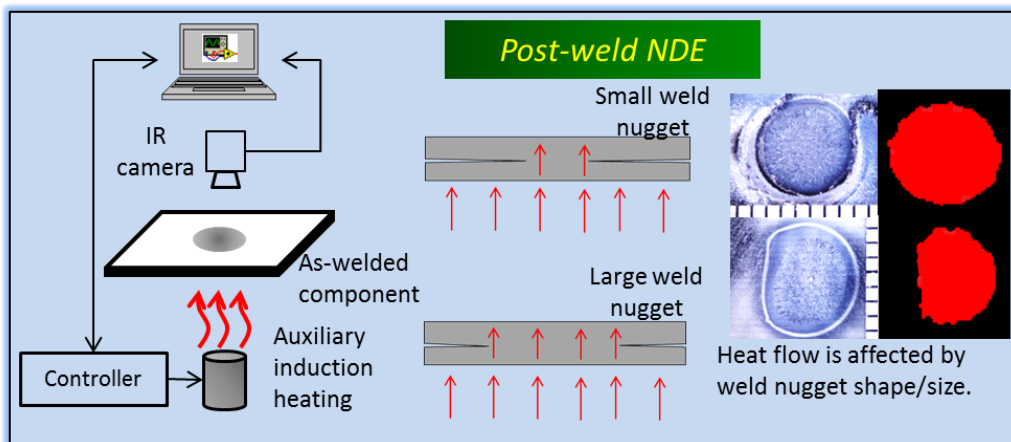 Post-weld NDE
IR
camera
As-welded
component
Auxiliary
induction
heating
Controller
Small weld
nugget
Large weld
nugget
Heat flow is affected by
weld nugget shape/size.